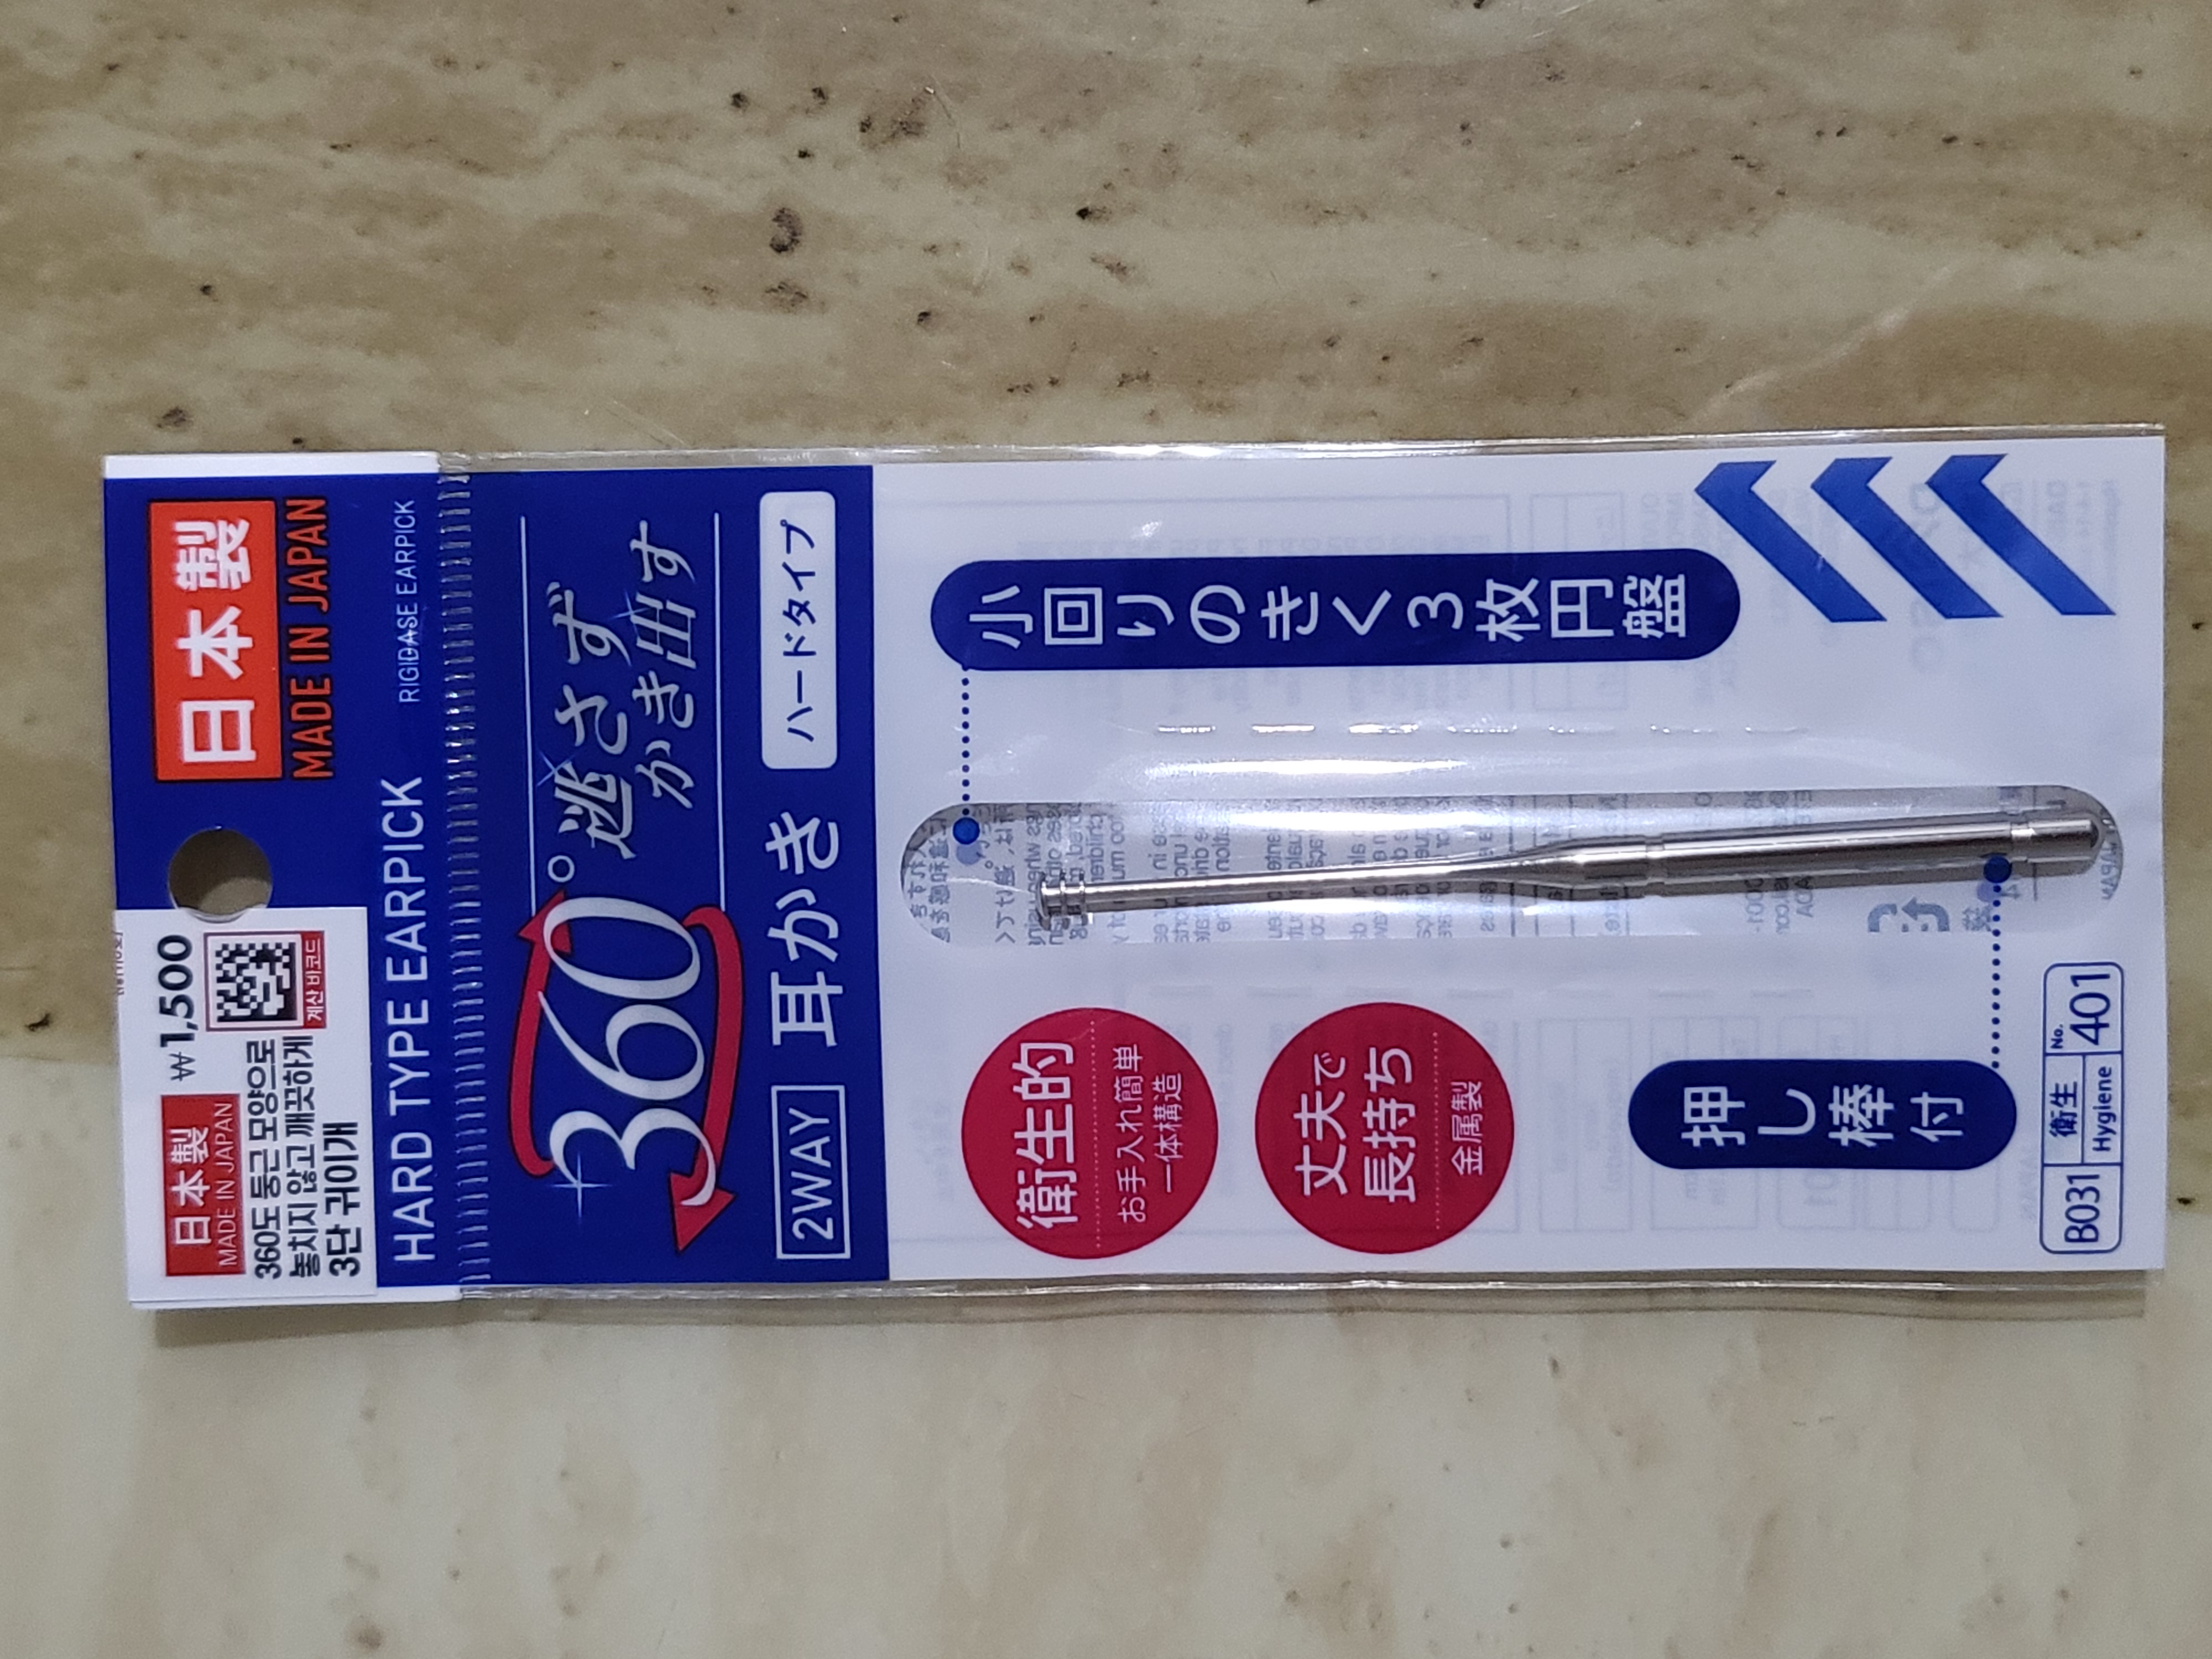 日本製
MADE IN JAPAN
₩1,500
계산 바코드
日本製
MADE IN JAPAN
360도 둥근 모양으로
놓치지 않고 깨끗하게
3단 귀이개
HARD TYPE EARPICK
RIGIDASE EARPICK
360°逃さず
かき出す
2WAY
耳かき
ハードタイプ
小回りのきく3枚円盤
衛生的
お手入れ簡単
一体構造
丈夫で
長持ち
金属製
押し棒付
B031
衛生
Hygiene
No.
401